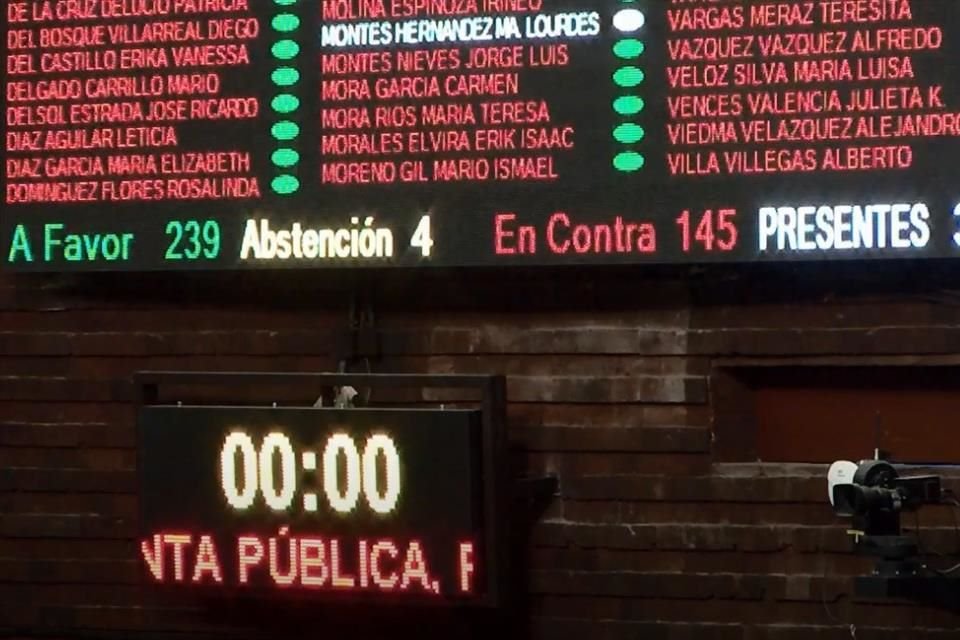 DE LA CRUZ DELUCIO PATRICIA
DEL BOSQUE VILLARREAL DIEGO
DEL CASTILLO ERIKA VANESSA
DELGADO CARRILLO MARIO
DELSOL ESTRADA JOSE RICARDO
DIAZ AGUILAR LETICIA
DIAZ GARCIA MARIA ELIZABETH
DOMINGUEZ FLORES ROSALINDA
MOLINA ESPINOZA IRINEO
MONTES HERNANDEZ MA. LOURDES
MONTES NIEVES JORGE LUIS
MORA GARCIA CARMEN
MORA RIOS MARIA TERESA
MORALES ELVIRA ERIK ISAAC
MORENO GIL MARIO ISMAEL
VARGAS MERAZ TERESITA
VAZQUEZ VAZQUEZ ALFREDO
VELOZ SILVA MARIA LUISA
VENCES VALENCIA JULIETA K.
VIEDMA VELAZQUEZ ALEJANDRO
VILLA VILLEGAS ALBERTO
A Favor 239 Abstención 4 En Contra 145 PRESENTES 3
00:00
NTA PÚBLICA, F